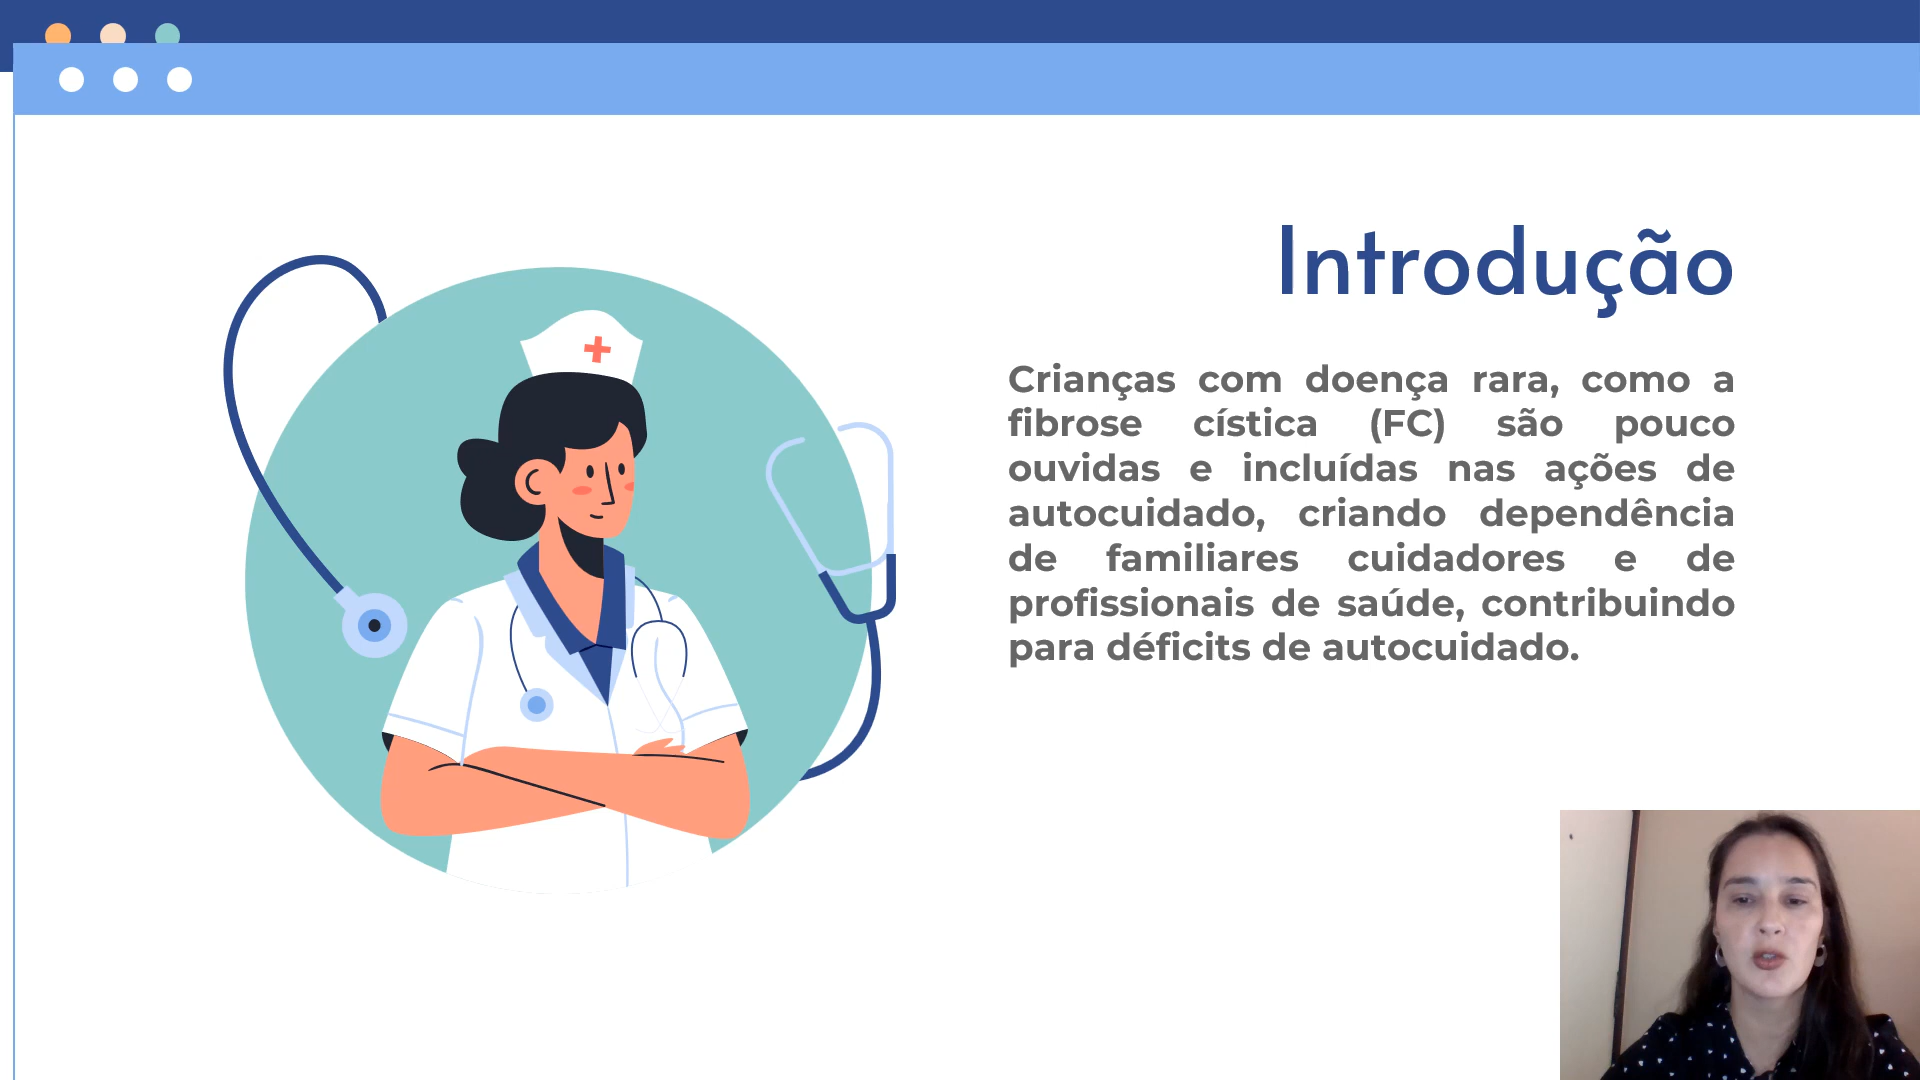 Introdução
Crianças com doença rara, como a
fibrose cística (FC) são pouco
ouvidas e incluídas nas ações de
autocuidado, criando dependência
de familiares cuidadores e de
profissionais de saúde, contribuindo
para déficits de autocuidado.